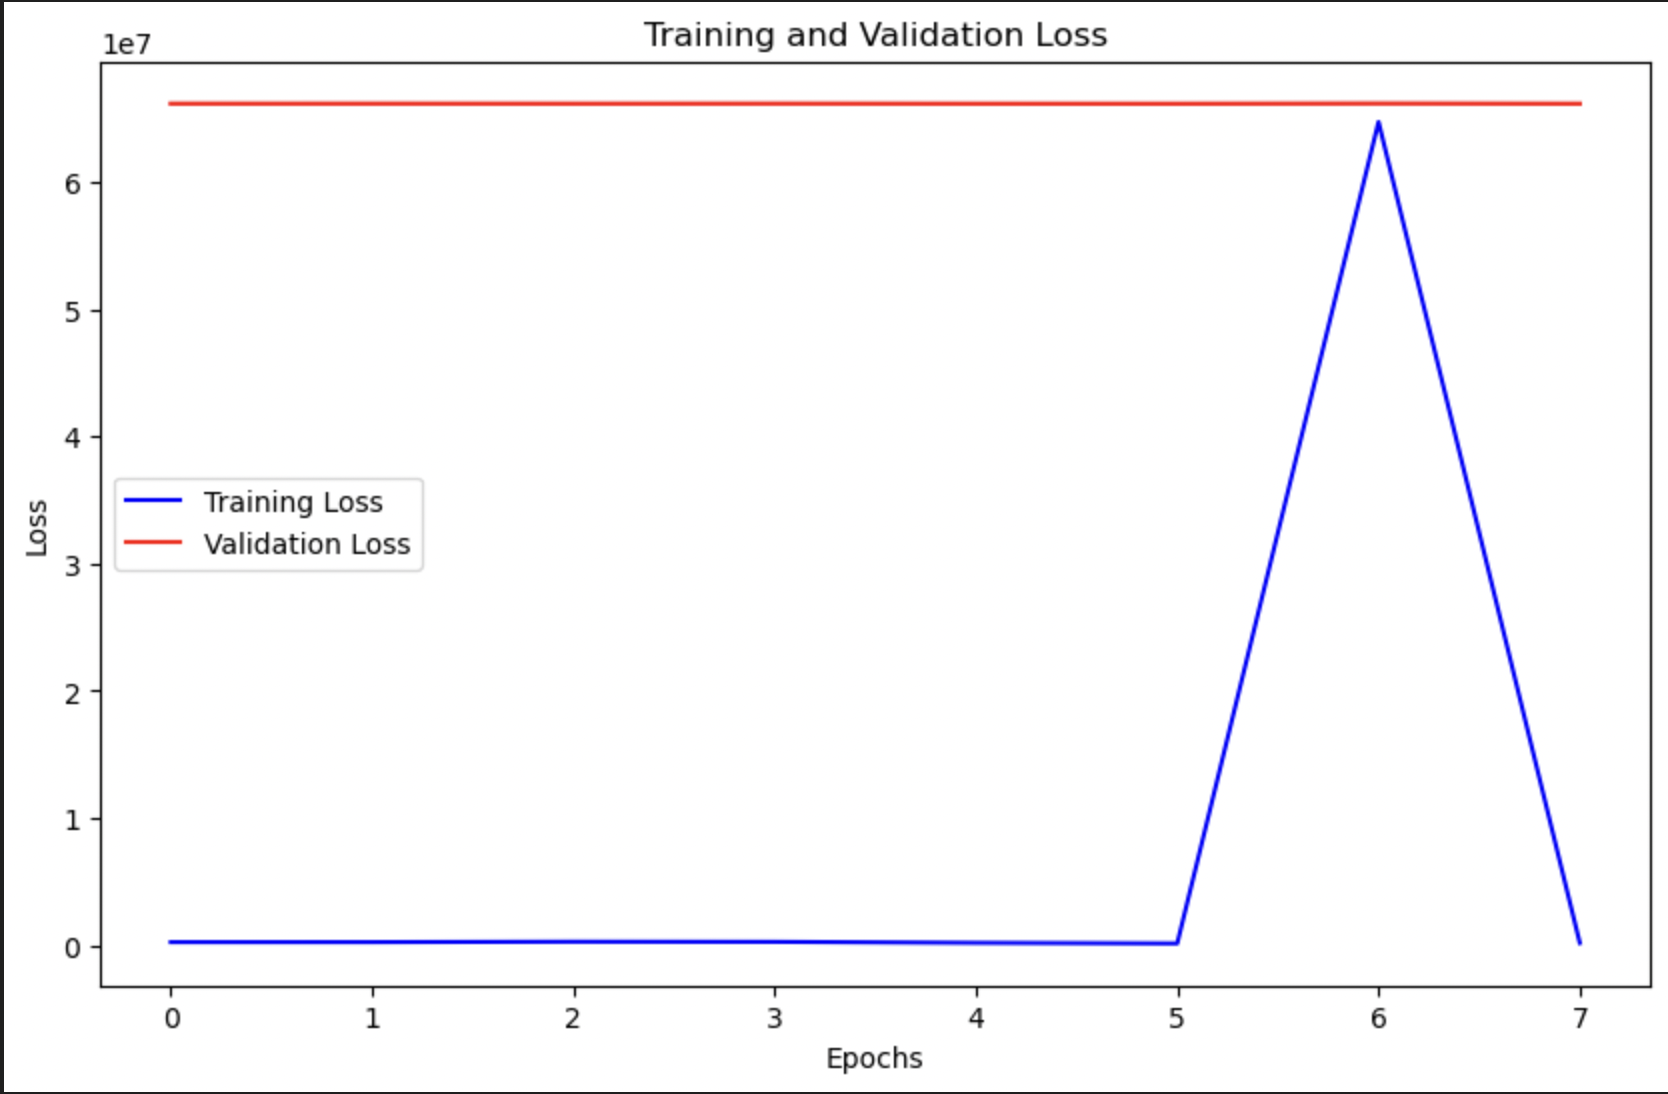 Training and Validation Loss
1e7
6
5
4
3
2
1
0
Loss
Training Loss
Validation Loss
0 1 2 3 4 5 6 7
Epochs